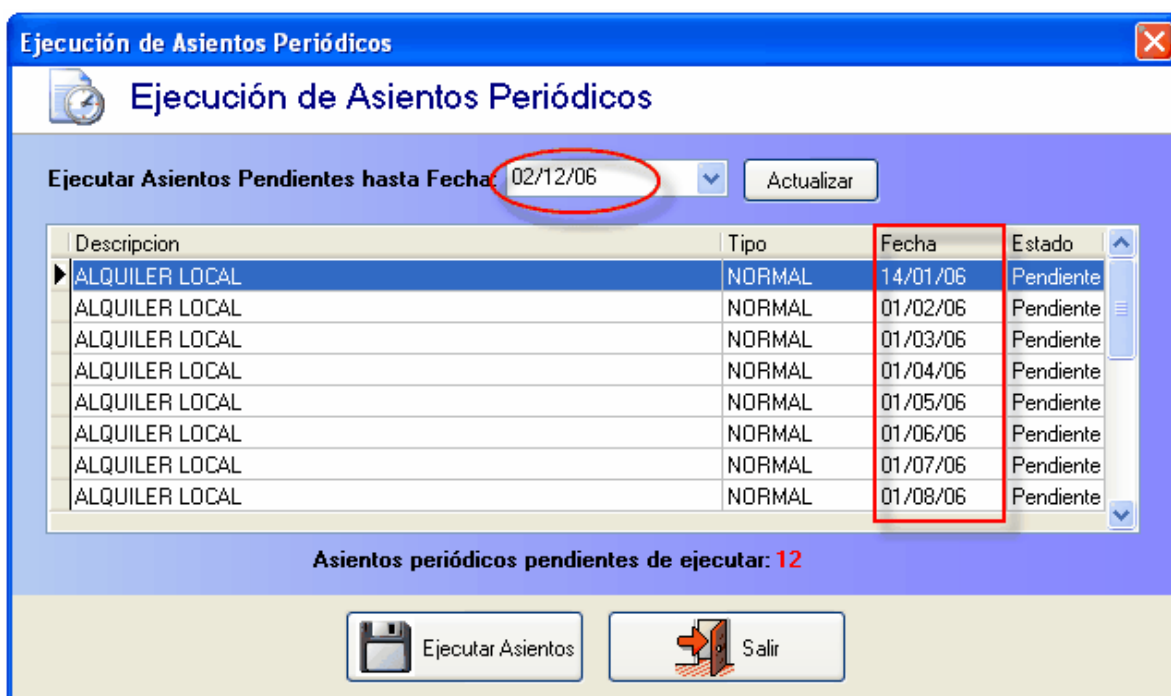 Ejecución de Asientos Periódicos
Ejecución de Asientos Periódicos
Ejecutar Asientos Pendientes hasta Fecha: 02/12/06 Actualizar
Descripcion Tipo Fecha Estado
ALQUILER LOCAL NORMAL 14/01/06 Pendiente
ALQUILER LOCAL NORMAL 01/02/06 Pendiente
ALQUILER LOCAL NORMAL 01/03/06 Pendiente
ALQUILER LOCAL NORMAL 01/04/06 Pendiente
ALQUILER LOCAL NORMAL 01/05/06 Pendiente
ALQUILER LOCAL NORMAL 01/06/06 Pendiente
ALQUILER LOCAL NORMAL 01/07/06 Pendiente
ALQUILER LOCAL NORMAL 01/08/06 Pendiente
Asientos periódicos pendientes de ejecutar: 12
Ejecutar Asientos Salir